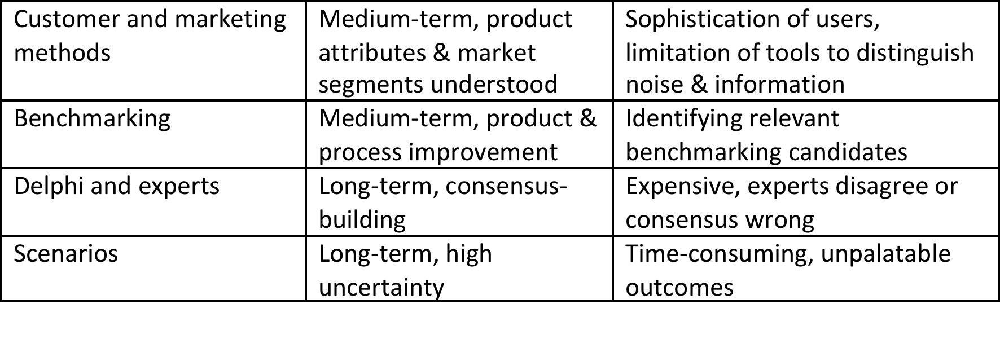 Customer and marketing
methods
Medium-term, product
attributes & market
segments understood
Sophistication of users,
limitation of tools to distinguish
noise & information
Benchmarking
Medium-term, product &
process improvement
Identifying relevant
benchmarking candidates
Delphi and experts
Long-term, consensus-
building
Expensive, experts disagree or
consensus wrong
Scenarios
Long-term, high
uncertainty
Time-consuming, unpalatable
outcomes